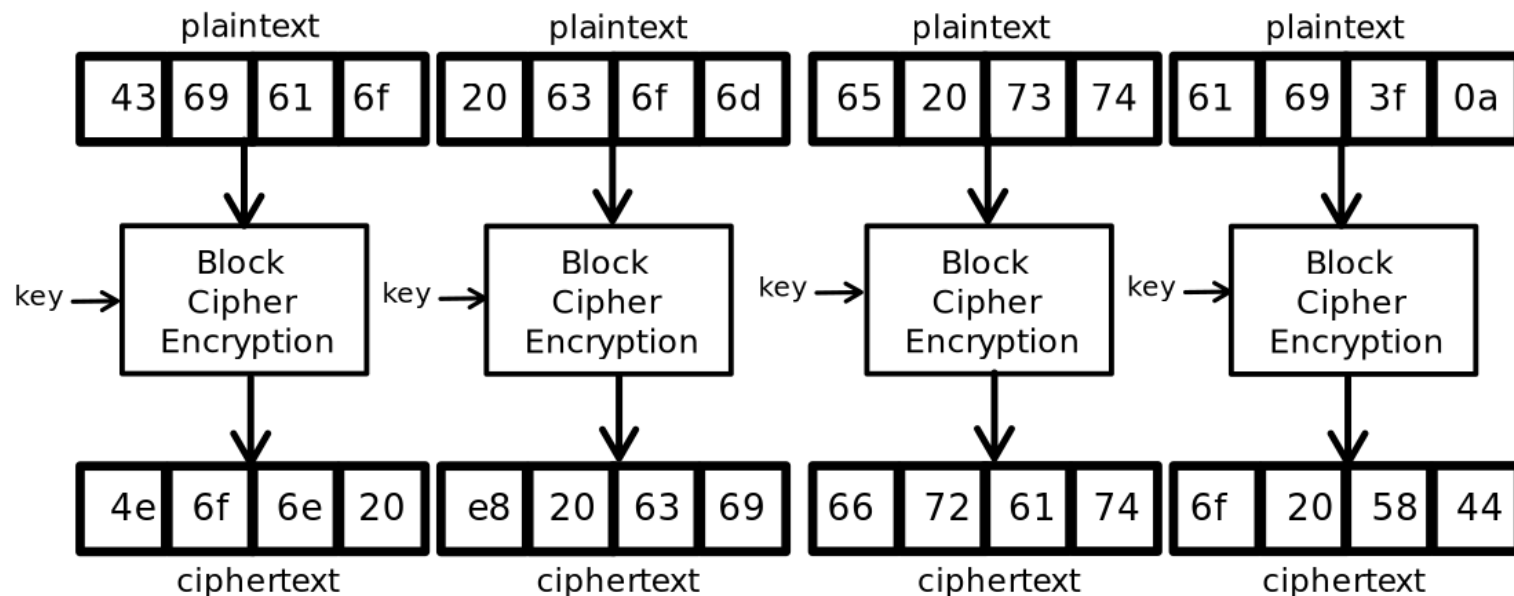 plaintext plaintext plaintext plaintext
43 69 61 6f 20 63 6f 6d 65 20 73 74 61 69 3f 0a
Block Block Block Block
key Cipher key Cipher key Cipher key Cipher
Encryption Encryption Encryption Encryption
4e 6f 6e 20 e8 20 63 69 66 72 61 74 6f 20 58 44
ciphertext ciphertext ciphertext ciphertext